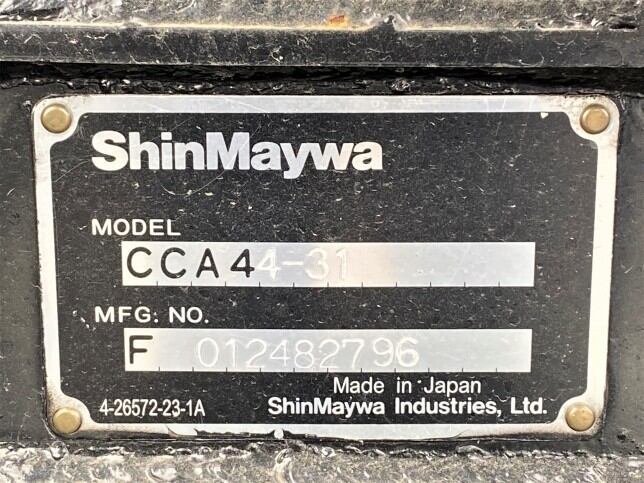 ShinMaywa
MODEL
CCA44-31
MFG. NO.
F 012482796
Made in Japan
4-26572-23-1A ShinMaywa Industries, Ltd.